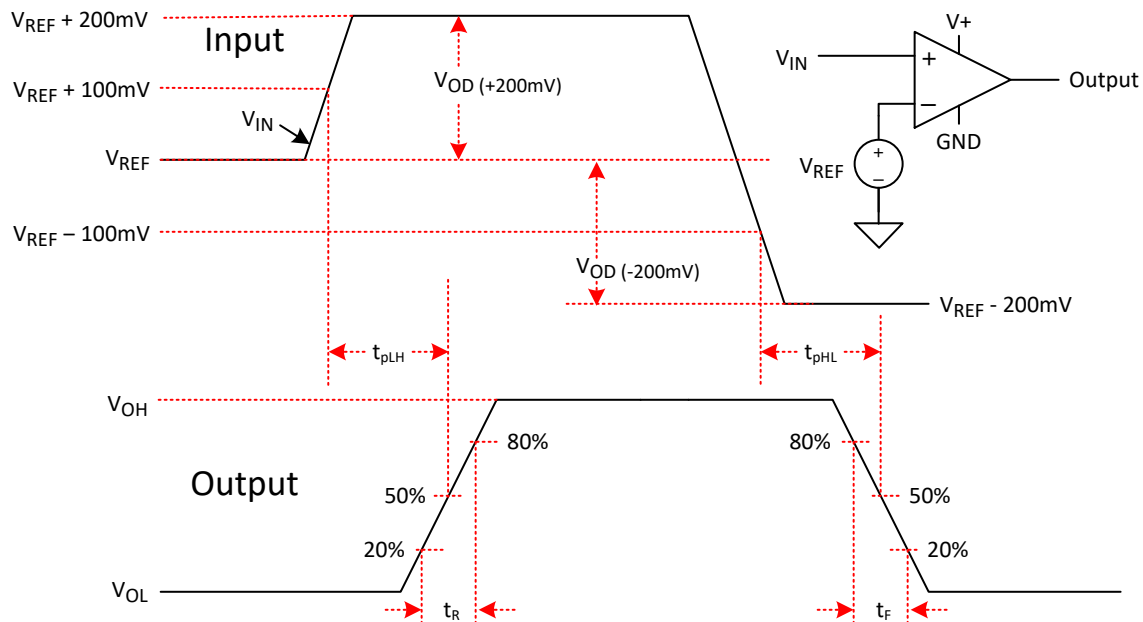 VREF + 200mV
Input
V+
VIN
+
Output
VOD (+200mV)
VREF + 100mV
−
VIN
GND
VREF
VREF
+
−
VREF – 100mV
VOD (-200mV)
VREF - 200mV
tpLH
tpHL
VOH
80%
80%
Output
50%
50%
20%
20%
VOL
tR
tF